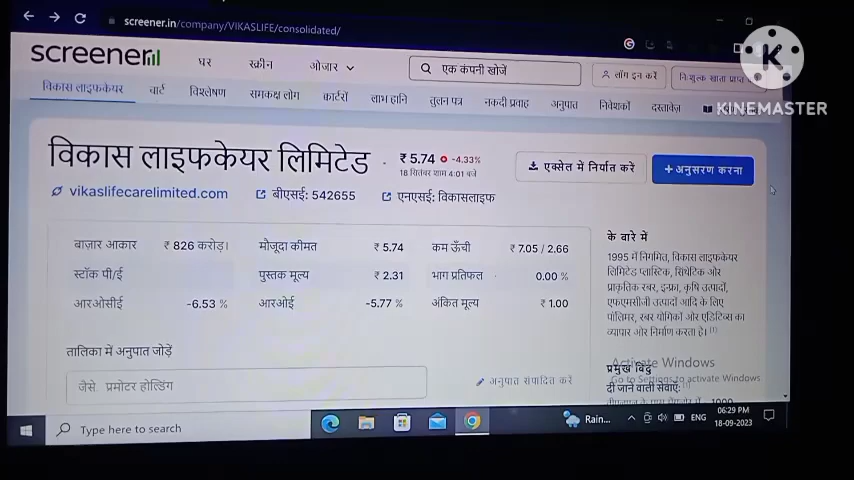 screener.in/company/VIKASLIFE/consolidated/
screener
घर
स्क्रीन
ओजार
एक कंपनी खोजें
लॉग इन करें
निःशुल्क खाता प्राप्त
KINEMASTER
विकास लाइफकेयर
चार्ट
विश्लेषण
समकक्ष लोग
क्वार्टरों
लाभ हानि
तुलन पत्र
नकदी प्रवाह
अनुपात
निवेशकों
दस्तावेज़
विकास लाइफकेयर लिमिटेड
₹ 5.74 -4.33%
18 सितंबर शाम 4:01 बजे
एक्सेल में निर्यात करें
+अनुसरण करना
vikaslifecarelimited.com
बीएसई: 542655
एनएसई: विकासलाइफ
बाज़ार आकार ₹ 826 करोड़।
मौजूदा कीमत ₹ 5.74
कम ऊँची ₹ 7.05 / 2.66
स्टॉक पी/ई
पुस्तक मूल्य ₹ 2.31
भाग प्रतिफल 0.00 %
आरओसीई -6.53 %
आरओई -5.77 %
अंकित मूल्य ₹ 1.00
के बारे में
1995 में निगमित, विकास लाइफकेयर
लिमिटेड प्लास्टिक, सिंथेटिक और
प्राकृतिक रबर, इन्फ्रा, कृषि उत्पादों,
एफएमसीजी उत्पादों आदि के लिए
पॉलिमर, रबर यौगिकों और एडिटिव्स का
व्यापार और निर्माण करता है। [1]
प्रमुख बिंदु
दी जाने वाली सेवाएं:
तालिका में अनुपात जोड़ें
जैसे. प्रमोटर होल्डिंग
अनुपात संपादित करें
Activate Windows
Go to Settings to activate Windows
Type here to search
Rain...
ENG
06:29 PM
18-09-2023